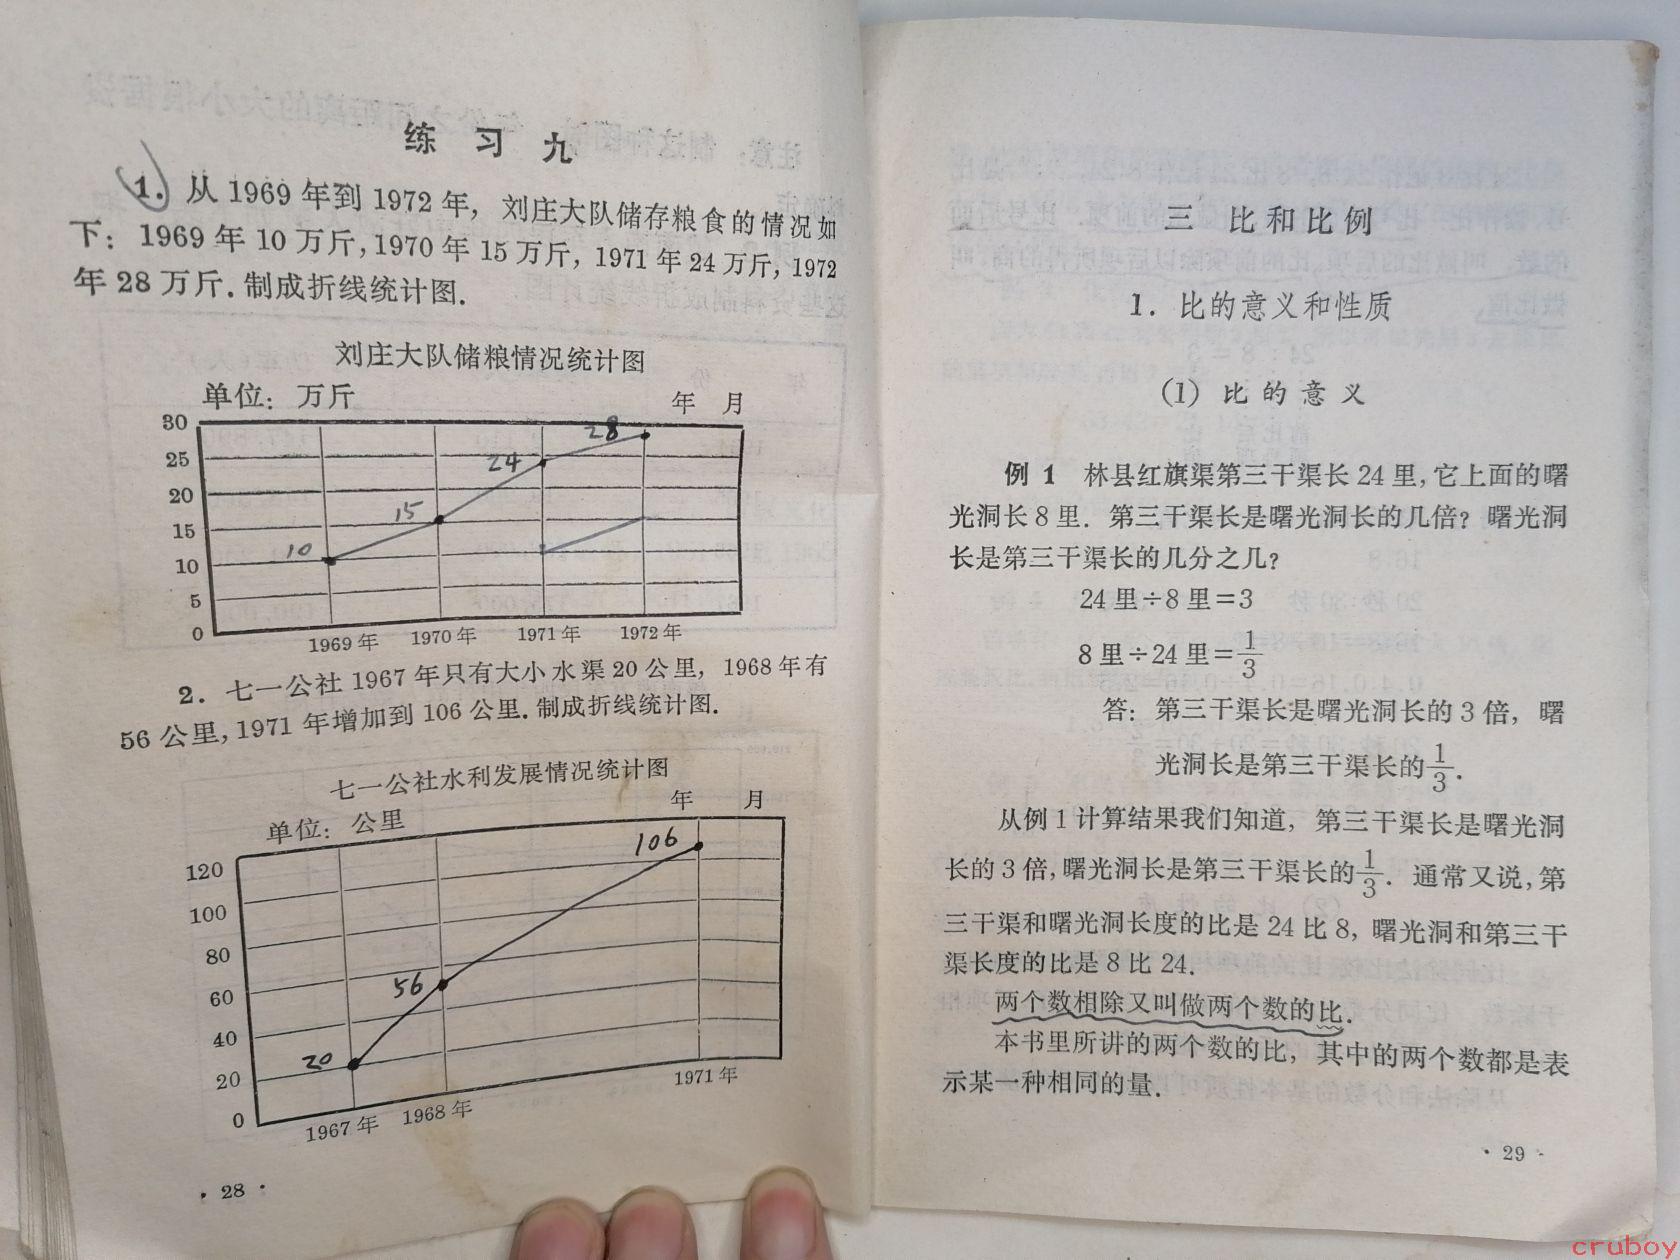 练习九
1. 从 1969 年到 1972 年, 刘庄大队储存粮食的情况如
下: 1969 年 10 万斤, 1970 年 15 万斤, 1971 年 24 万斤, 1972
年 28 万斤. 制成折线统计图.
刘庄大队储粮情况统计图
单位: 万斤 年 月
30
25
20
15
10
5
0
10
15
24
28
1969 年 1970 年 1971 年 1972 年
2. 七一公社 1967 年只有大小水渠 20 公里, 1968 年有
56 公里, 1971 年增加到 106 公里. 制成折线统计图.
七一公社水利发展情况统计图
单位: 公里 年 月
120
100
80
60
40
20
0
20
56
106
1967 年 1968 年 1971 年
· 28 ·
三 比和比例
1. 比的意义和性质
(1) 比的意义
例 1 林县红旗渠第三干渠长 24 里, 它上面的曙
光洞长 8 里. 第三干渠长是曙光洞长的几倍? 曙光洞
长是第三干渠长的几分之几?
24 里÷8 里=3
8 里÷24 里=1/3
答: 第三干渠长是曙光洞长的 3 倍, 曙
光洞长是第三干渠长的1/3.
从例 1 计算结果我们知道, 第三干渠长是曙光洞
长的 3 倍, 曙光洞长是第三干渠长的1/3. 通常又说, 第
三干渠和曙光洞长度的比是 24 比 8, 曙光洞和第三干
渠长度的比是 8 比 24.
两个数相除又叫做两个数的比.
本书里所讲的两个数的比, 其中的两个数都是表
示某一种相同的量.
· 29 ·
cruboy